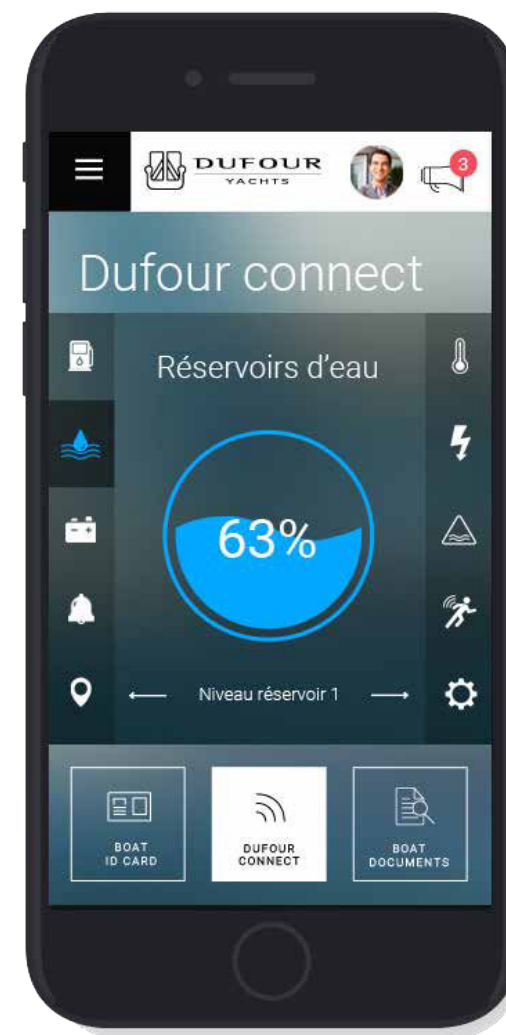 DUFOUR
YACHTS
3
Dufour connect
Réservoirs d'eau
63%
Niveau réservoir 1
BOAT
ID CARD
DUFOUR
CONNECT
BOAT
DOCUMENTS